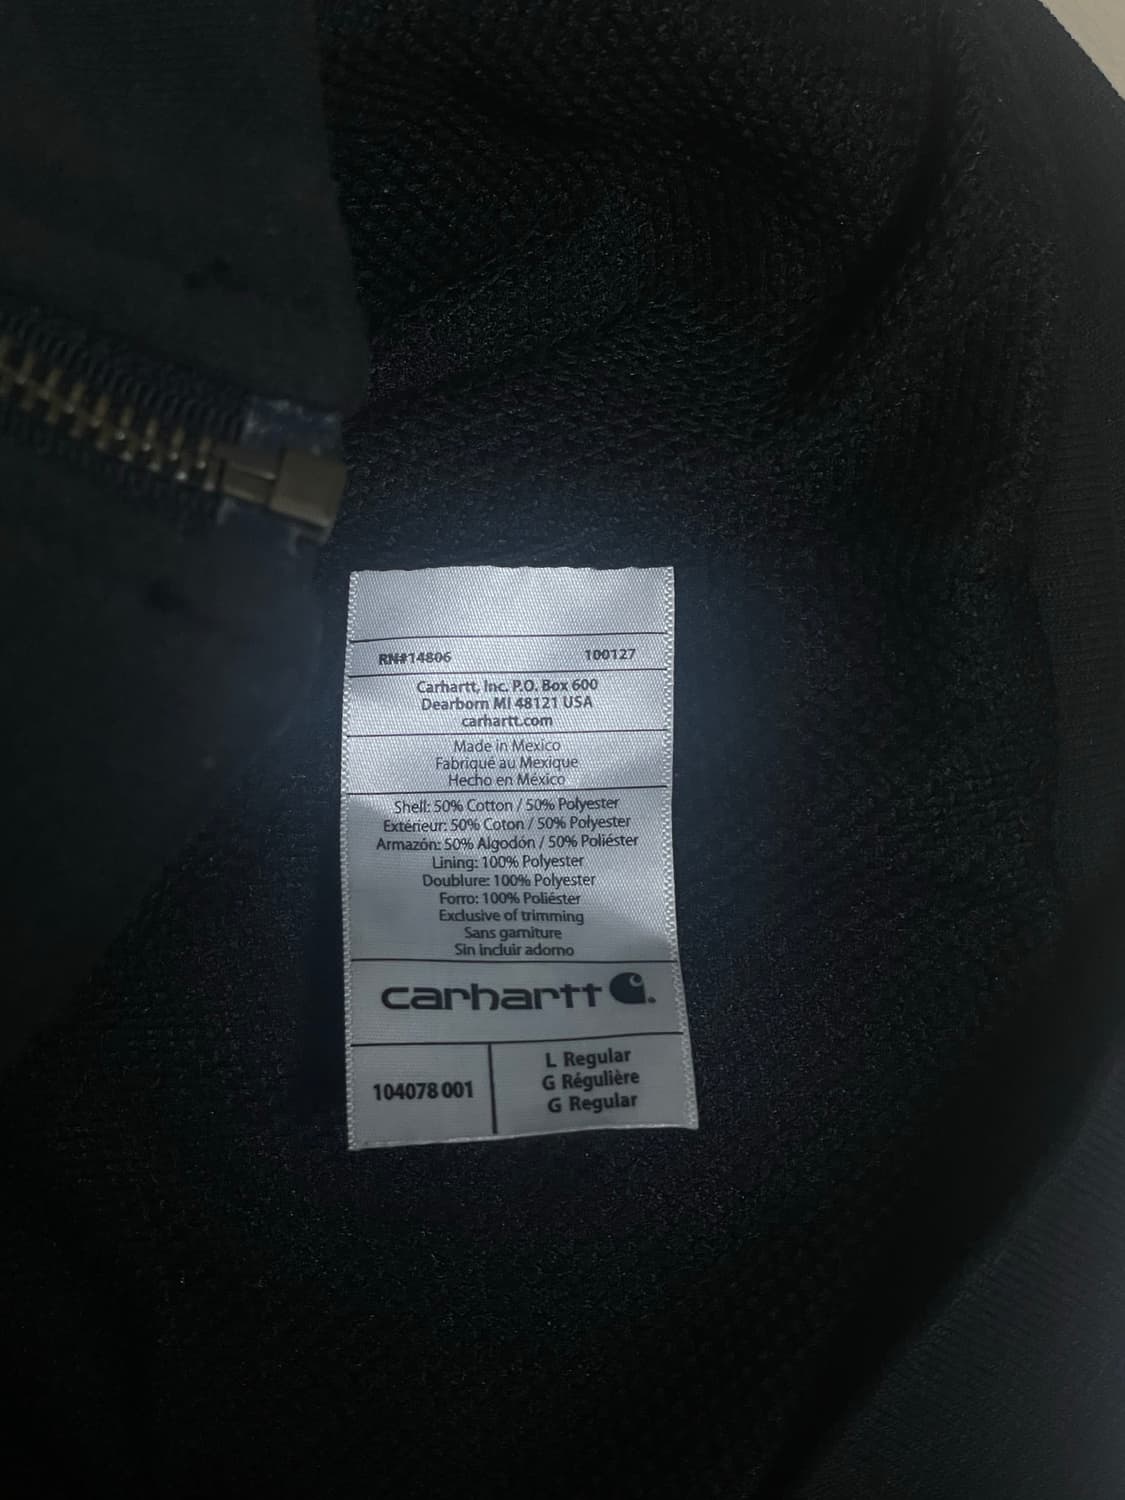 RN#14806 100127
Carhartt, Inc. P.O. Box 600
Dearborn MI 48121 USA
carhartt.com
Made in Mexico
Fabriqué au Mexique
Hecho en México
Shell: 50% Cotton / 50% Polyester
Extérieur: 50% Coton / 50% Polyester
Armazón: 50% Algodón / 50% Poliéster
Lining: 100% Polyester
Doublure: 100% Polyester
Forro: 100% Poliéster
Exclusive of trimming
Sans garniture
Sin incluir adorno
carhartt
104078 001
L Regular
G Régulière
G Regular